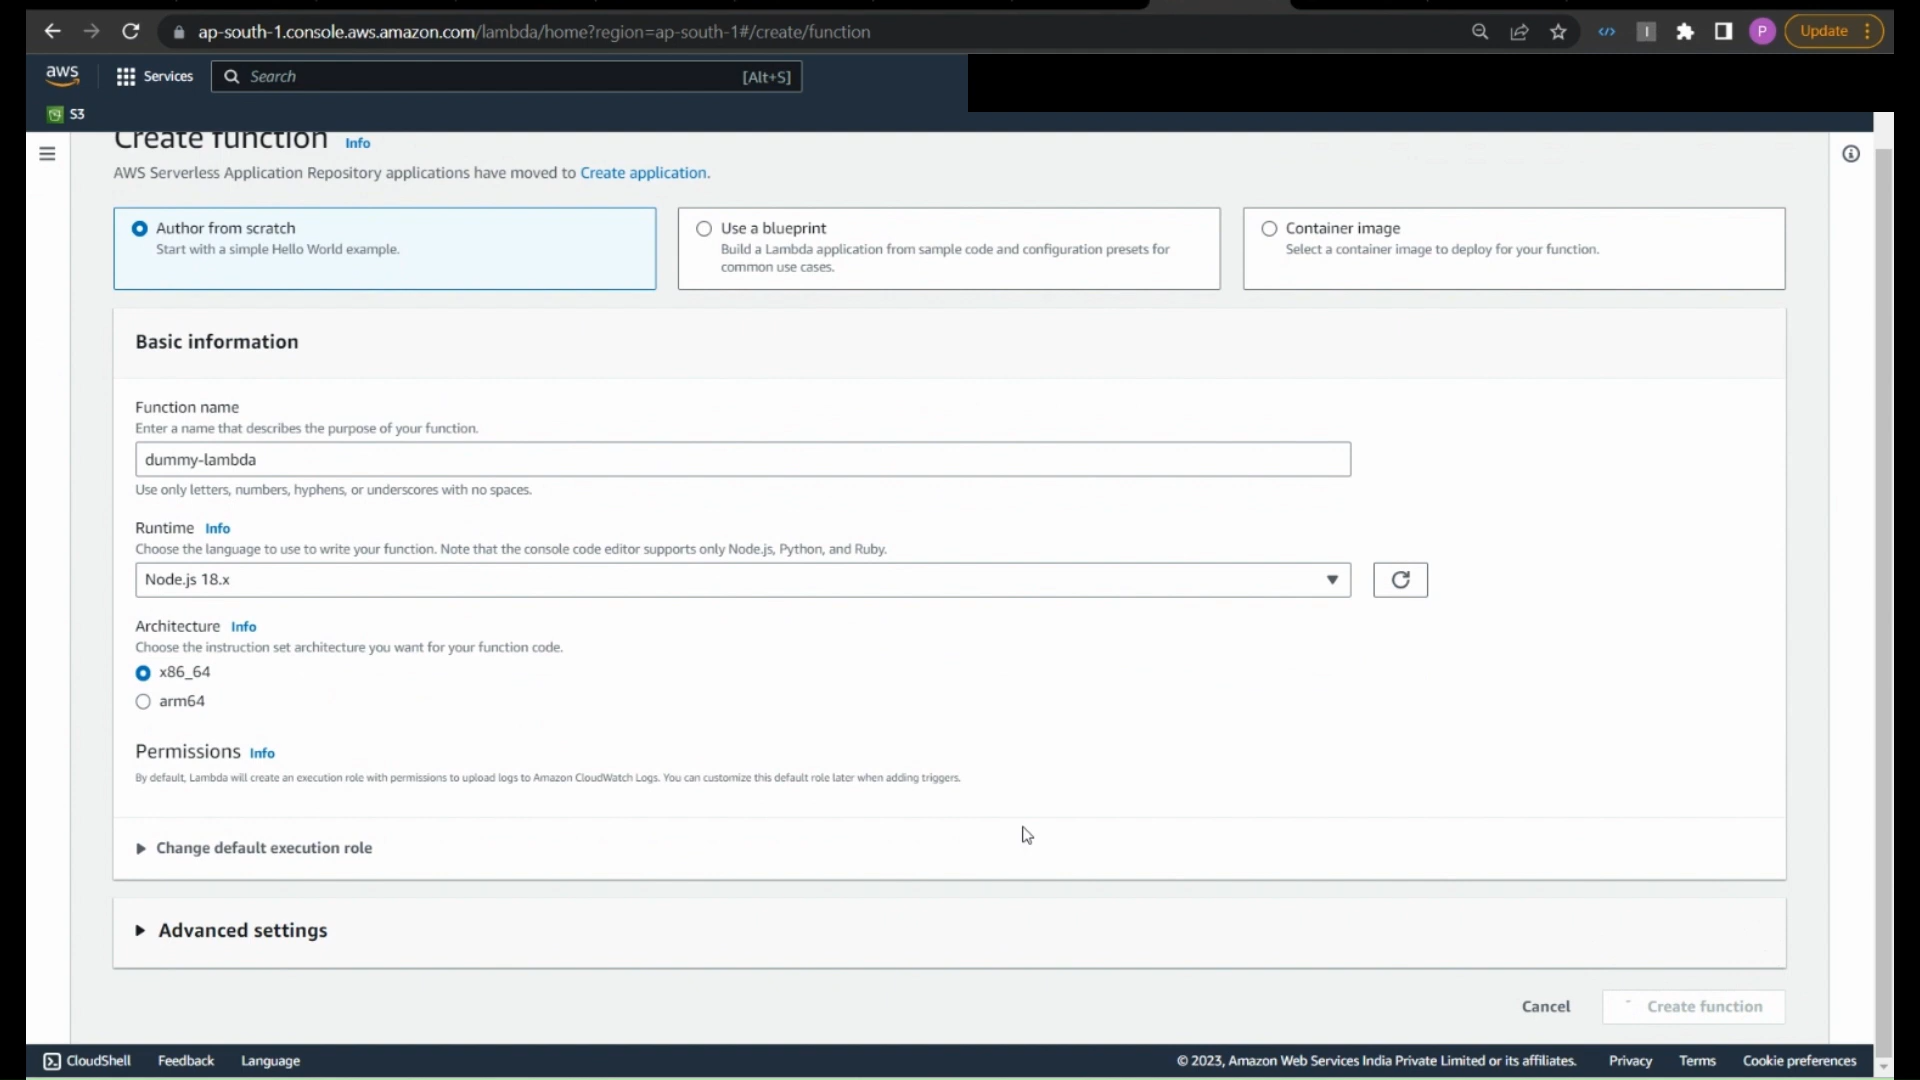 ap-south-1.console.aws.amazon.com/lambda/home?region=ap-south-1#/create/function
P
Update
aws
Services
Search
[Alt+S]
S3
Create function Info
AWS Serverless Application Repository applications have moved to Create application.
Author from scratch
Start with a simple Hello World example.
Use a blueprint
Build a Lambda application from sample code and configuration presets for
common use cases.
Container image
Select a container image to deploy for your function.
Basic information
Function name
Enter a name that describes the purpose of your function.
dummy-lambda
Use only letters, numbers, hyphens, or underscores with no spaces.
Runtime Info
Choose the language to use to write your function. Note that the console code editor supports only Node.js, Python, and Ruby.
Node.js 18.x
Architecture Info
Choose the instruction set architecture you want for your function code.
x86_64
arm64
Permissions Info
By default, Lambda will create an execution role with permissions to upload logs to Amazon CloudWatch Logs. You can customize this default role later when adding triggers.
Change default execution role
Advanced settings
Cancel
Create function
CloudShell
Feedback
Language
© 2023, Amazon Web Services India Private Limited or its affiliates.
Privacy
Terms
Cookie preferences